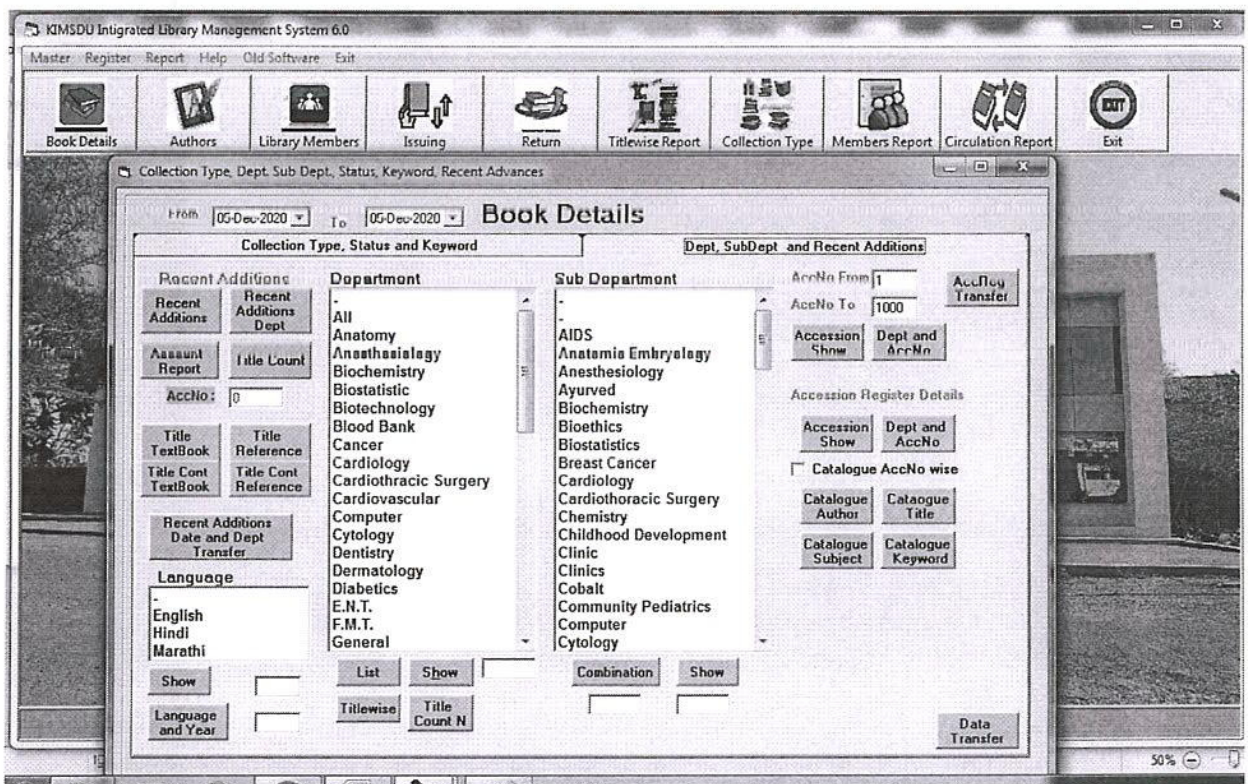 KIMSDU Intigrated Library Management System 6.0
Master Register Report Help Old Software Exit
Book Details Authors Library Members Issuing Return Titlewise Report Collection Type Members Report Circulation Report Exit
EXIT
Collection Type, Dept. Sub Dept., Status, Keyword, Recent Advances
From 05-Dec-2020 To 05-Dec-2020 Book Details
Collection Type, Status and Keyword
Dept, SubDept and Recent Additions
Recent Additions
Recent Additions
Recent Additions Dept
Assaunt Report
Title Count
AccNo: 0
Title TextBook
Title Reference
Title Cont TextBook
Title Cont Reference
Recent Additions Date and Dept Transfer
Language
-
English
Hindi
Marathi
Show
Language and Year
Department
-
All
Anatomy
Anasthasialagy
Biochemistry
Biostatistic
Biotechnology
Blood Bank
Cancer
Cardiology
Cardiothracic Surgery
Cardiovascular
Computer
Cytology
Dentistry
Dermatology
Diabetics
E.N.T.
F.M.T.
General
List
Show
Titlewise
Title Count N
Sub Department
-
-
AIDS
Anatamia Embryalagy
Anesthesiology
Ayurved
Biochemistry
Bioethics
Biostatistics
Breast Cancer
Cardiology
Cardiothoracic Surgery
Chemistry
Childhood Development
Clinic
Clinics
Cobalt
Community Pediatrics
Computer
Cytology
Combination
Show
AccNo From 1
AccNo To 1000
AccReg Transfer
Accession Show
Dept and AccNo
Accession Register Details
Accession Show
Dept and AccNo
Catalogue AccNo wise
Catalogue Author
Cataogue Title
Catalogue Subject
Catalogue Keyword
Data Transfer
50%